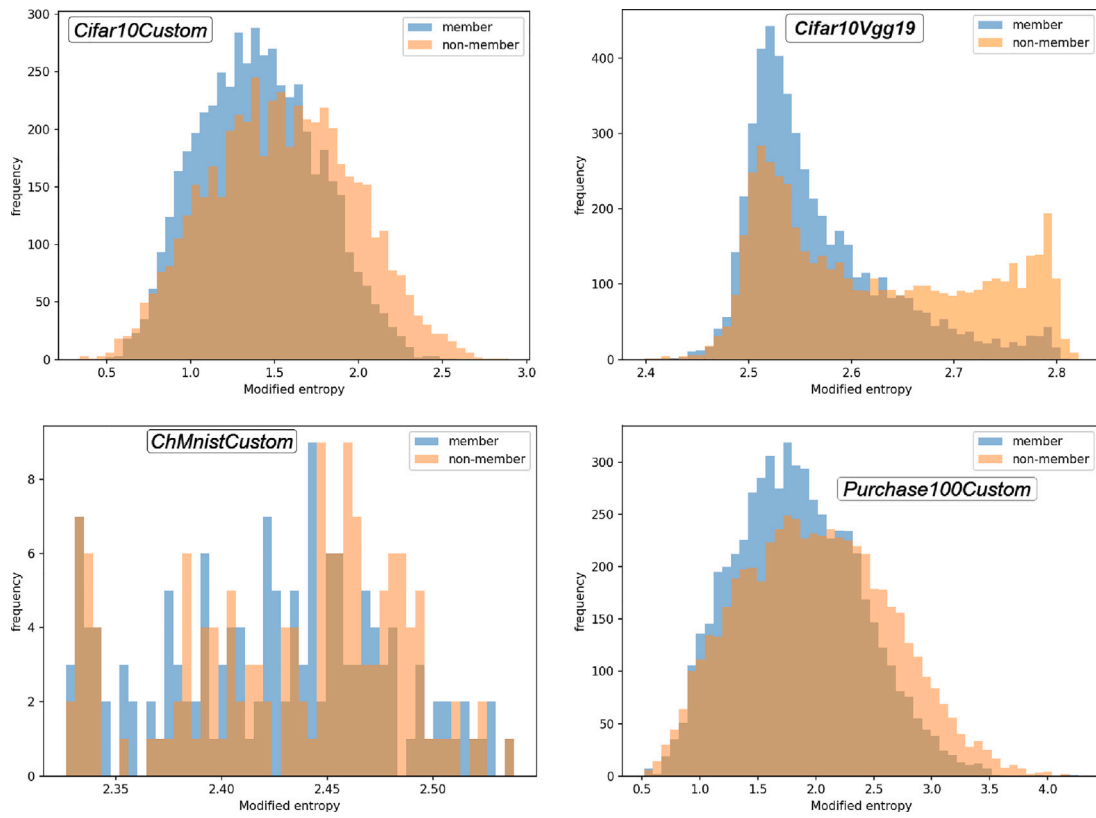 Cifar10Custom
member
non-member
300
250
200
150
100
50
0
frequency
0.5 1.0 1.5 2.0 2.5 3.0
Modified entropy
Cifar10Vgg19
member
non-member
400
300
200
100
0
frequency
2.4 2.5 2.6 2.7 2.8
Modified entropy
ChMnistCustom
member
non-member
8
6
4
2
0
frequency
2.35 2.40 2.45 2.50
Modified entropy
member
non-member
Purchase100Custom
300
250
200
150
100
50
0
frequency
0.5 1.0 1.5 2.0 2.5 3.0 3.5 4.0
Modified entropy